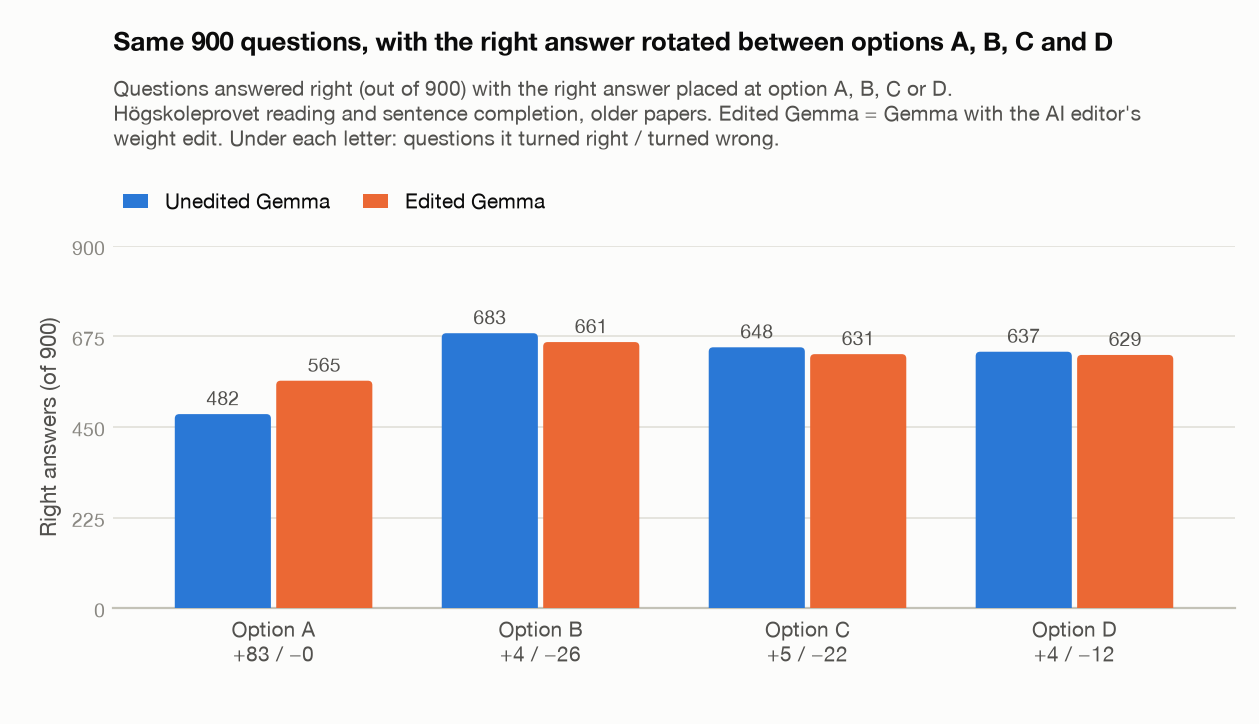 Same 900 questions, with the right answer rotated between options A, B, C and D
Questions answered right (out of 900) with the right answer placed at option A, B, C or D.
Högskoleprovet reading and sentence completion, older papers. Edited Gemma = Gemma with the AI editor's
weight edit. Under each letter: questions it turned right / turned wrong.
Unedited Gemma
Edited Gemma
Right answers (of 900)
900
675
450
225
0
482
565
683
661
648
631
637
629
Option A
+83 / −0
Option B
+4 / −26
Option C
+5 / −22
Option D
+4 / −12